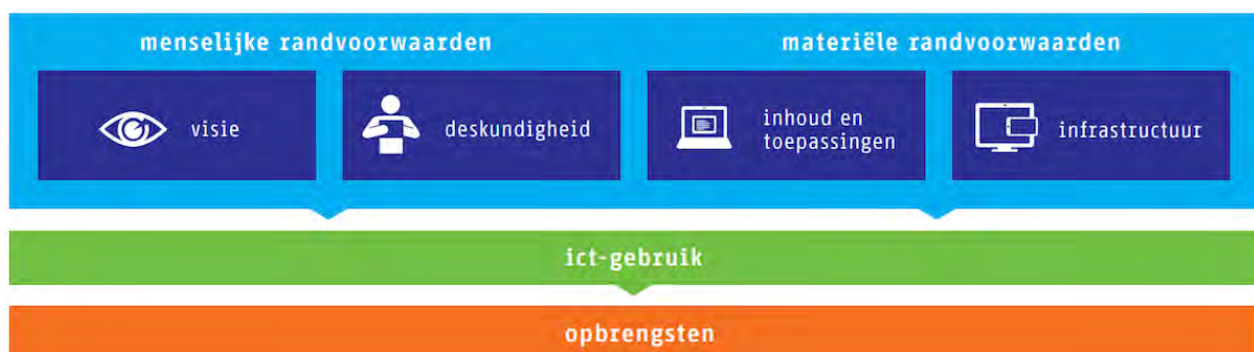 menselijke randvoorwaarden
materiële randvoorwaarden
visie
deskundigheid
inhoud en
toepassingen
infrastructuur
ict-gebruik
opbrengsten